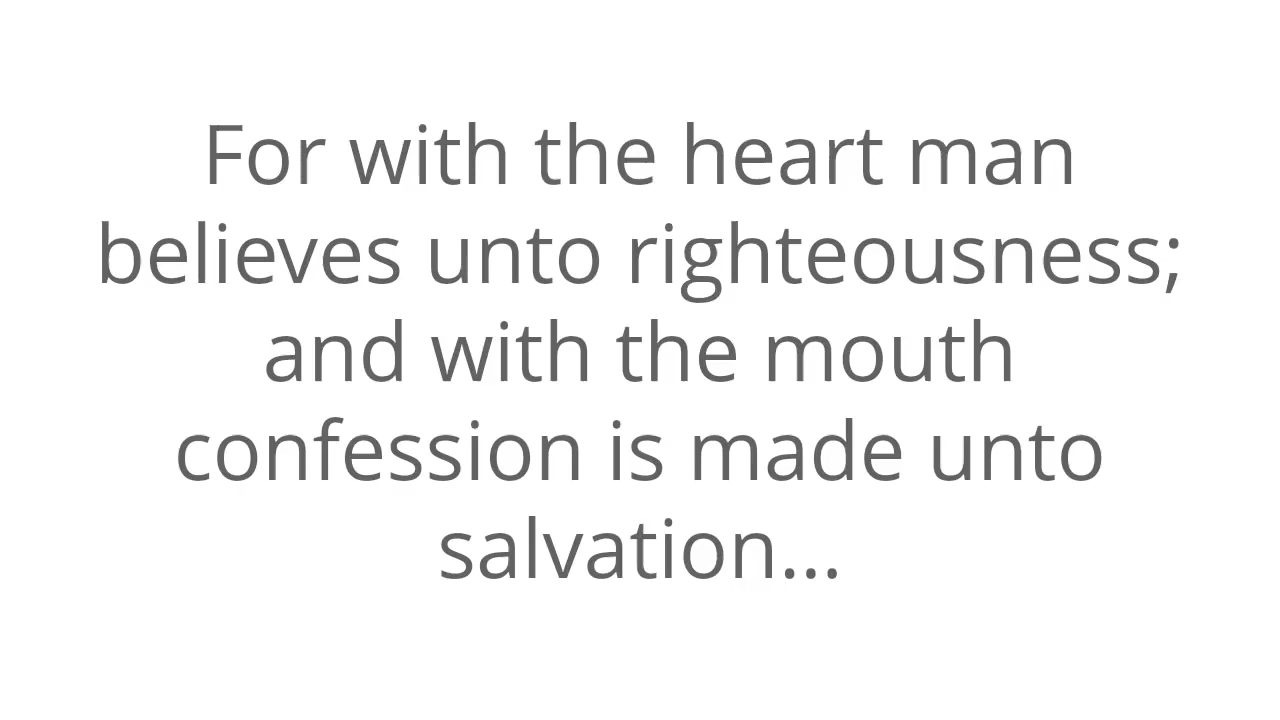 For with the heart man
believes unto righteousness;
and with the mouth
confession is made unto
salvation...